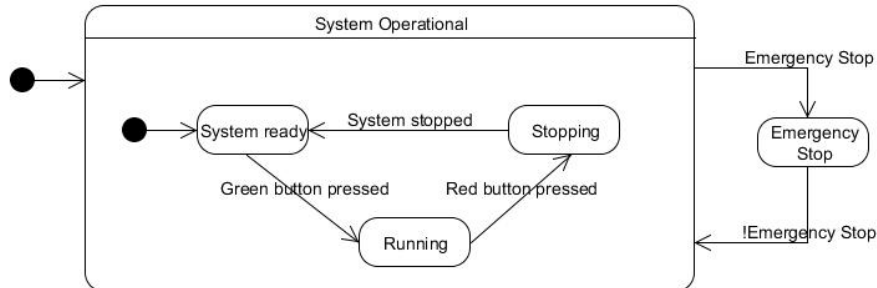 System Operational
Emergency Stop
System ready
System stopped
Stopping
Emergency
Stop
Green button pressed
Red button pressed
Running
!Emergency Stop